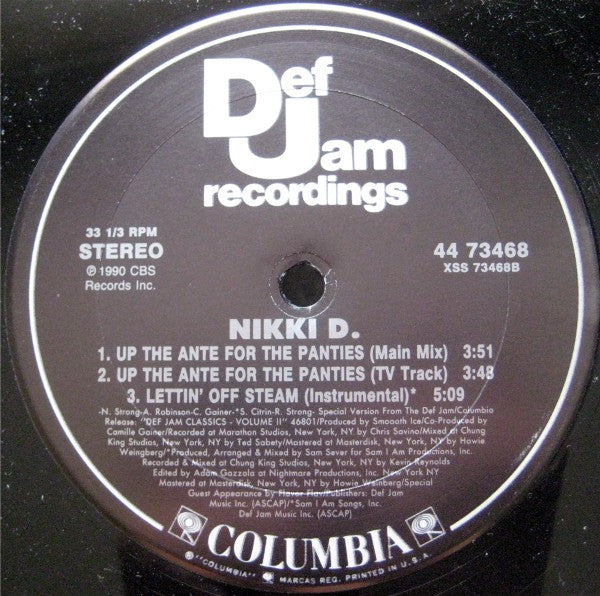 Def
Jam
recordings
33 1/3 RPM
STEREO
℗ 1990 CBS
Records Inc.
44 73468
XSS 73468B
NIKKI D.
1. UP THE ANTE FOR THE PANTIES (Main Mix) 3:51
2. UP THE ANTE FOR THE PANTIES (TV Track) 3:48
3. LETTIN' OFF STEAM (Instrumental)* 5:09
-N. Strong-A. Robinson-C. Gainer-*S. Citrin-R. Strong- Special Version From The Def Jam/Columbia
Release: "DEF JAM CLASSICS - VOLUME II" 46801/Produced by Smoooth Ice/Co-Produced by
Camille Gainer/Recorded at Marathon Studios, New York, NY by Chris Savino/Mixed at Chung
King Studios, New York, NY by Ted Sabety/Mastered at Masterdisk, New York, NY by Howie
Weingberg/*Produced, Arranged & Mixed by Sam Sever for Sam I Am Productions, Inc.
Recorded & Mixed at Chung King Studios, New York, NY by Kevin Reynolds
Edited by Adam Gazzola at Nightmare Productions, Inc. New York NY
Mastered at Masterdisk, New York, NY by Howie Weinberg/Special
Guest Appearance by Flavor Flav/Publishers: Def Jam
Music Inc. (ASCAP)/*Sam I Am Songs, Inc.
Def Jam Music Inc. (ASCAP)
COLUMBIA
"COLUMBIA" MARCAS REG. PRINTED IN U.S.A.